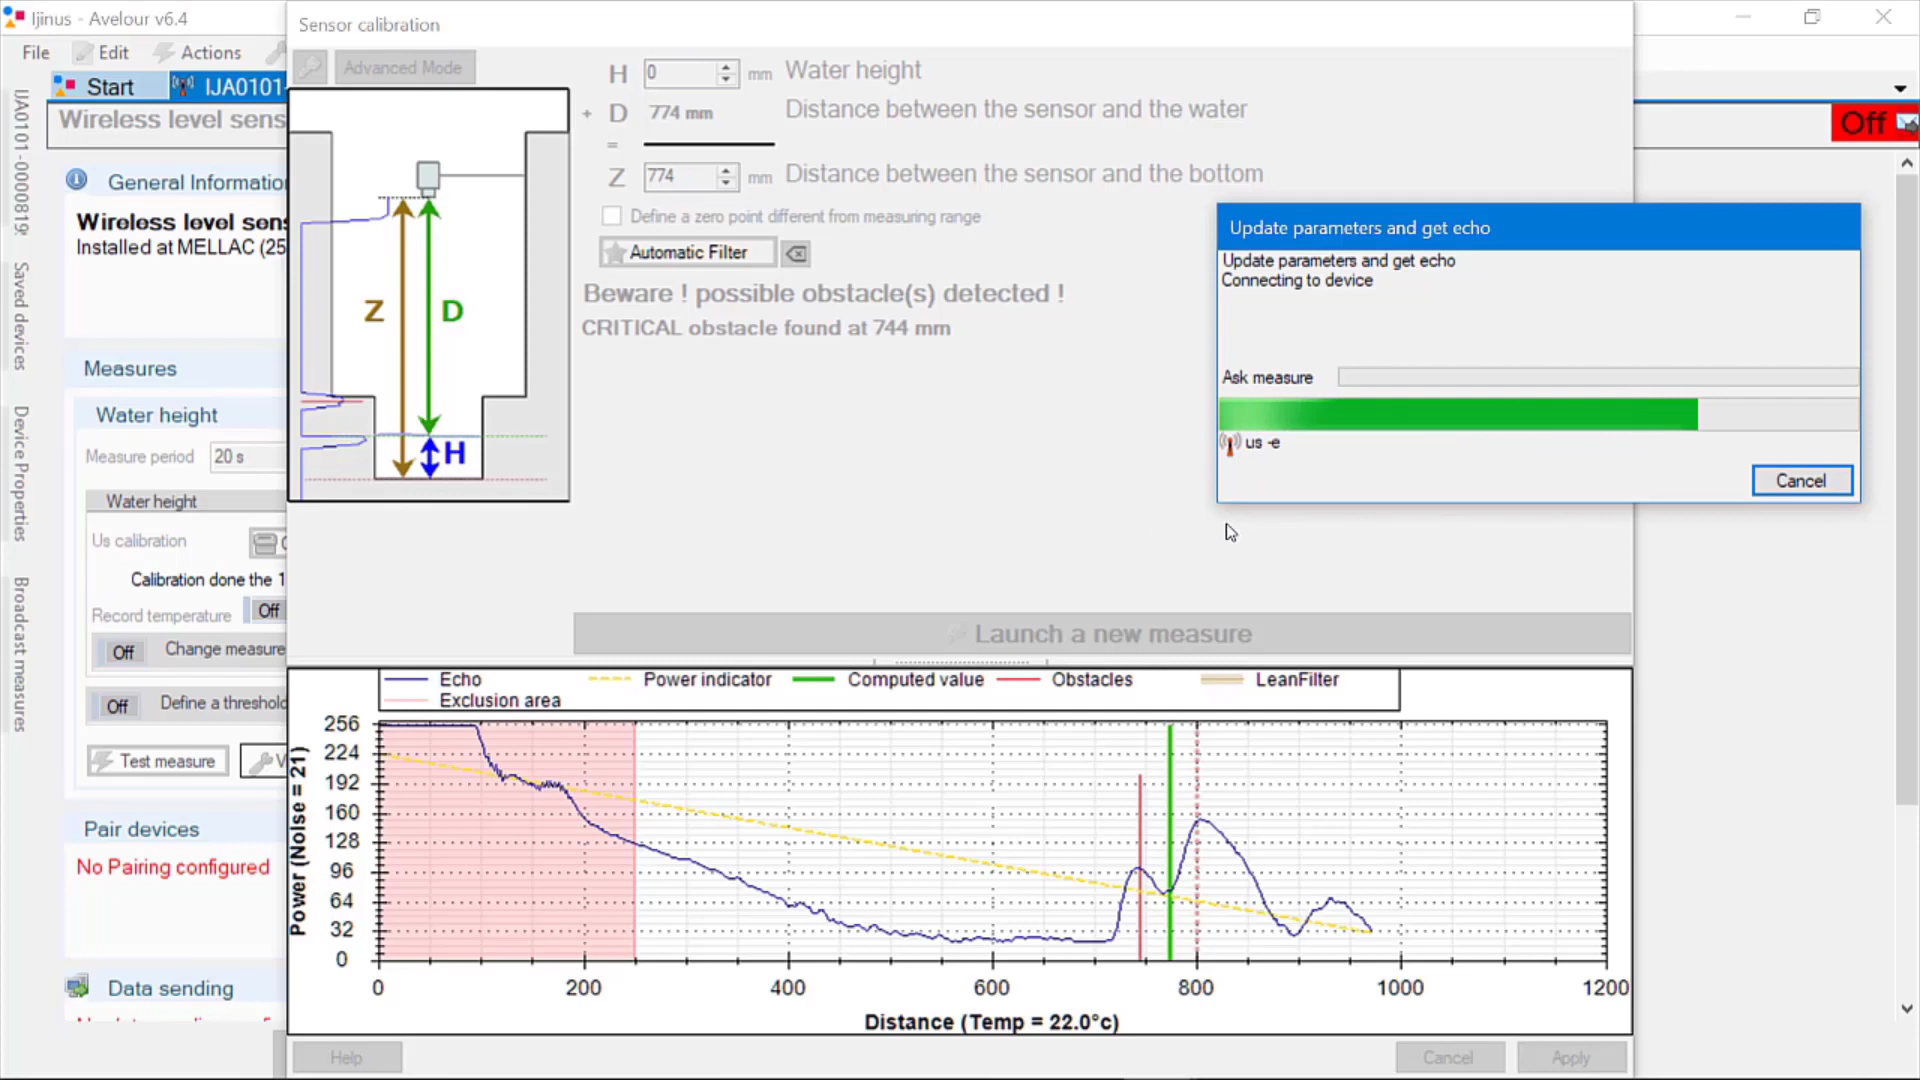 Ijinus - Avelour v6.4
File Edit Actions
Start IJA0101-
Wireless level sens
Off
IJA0101-0000819
Saved devices
Device Properties
Broadcast measures
General Informatio
Wireless level sens
Installed at MELLAC (25
Measures
Water height
Measure period 20 s
Water height
Us calibration
Calibration done the 1
Record temperature Off
Off Change measure
Off Define a threshold
Test measure
Pair devices
No Pairing configured
Data sending
Sensor calibration
Advanced Mode
Z D
H
H 0 mm Water height
+ D 774 mm Distance between the sensor and the water
=
Z 774 mm Distance between the sensor and the bottom
Define a zero point different from measuring range
Automatic Filter
Beware ! possible obstacle(s) detected !
CRITICAL obstacle found at 744 mm
Launch a new measure
Update parameters and get echo
Update parameters and get echo
Connecting to device
Ask measure
us -e
Cancel
Echo Power indicator Computed value Obstacles LeanFilter
Exclusion area
Power (Noise = 21)
256
224
192
160
128
96
64
32
0
0 200 400 600 800 1000 1200
Distance (Temp = 22.0°c)
Help Cancel Apply